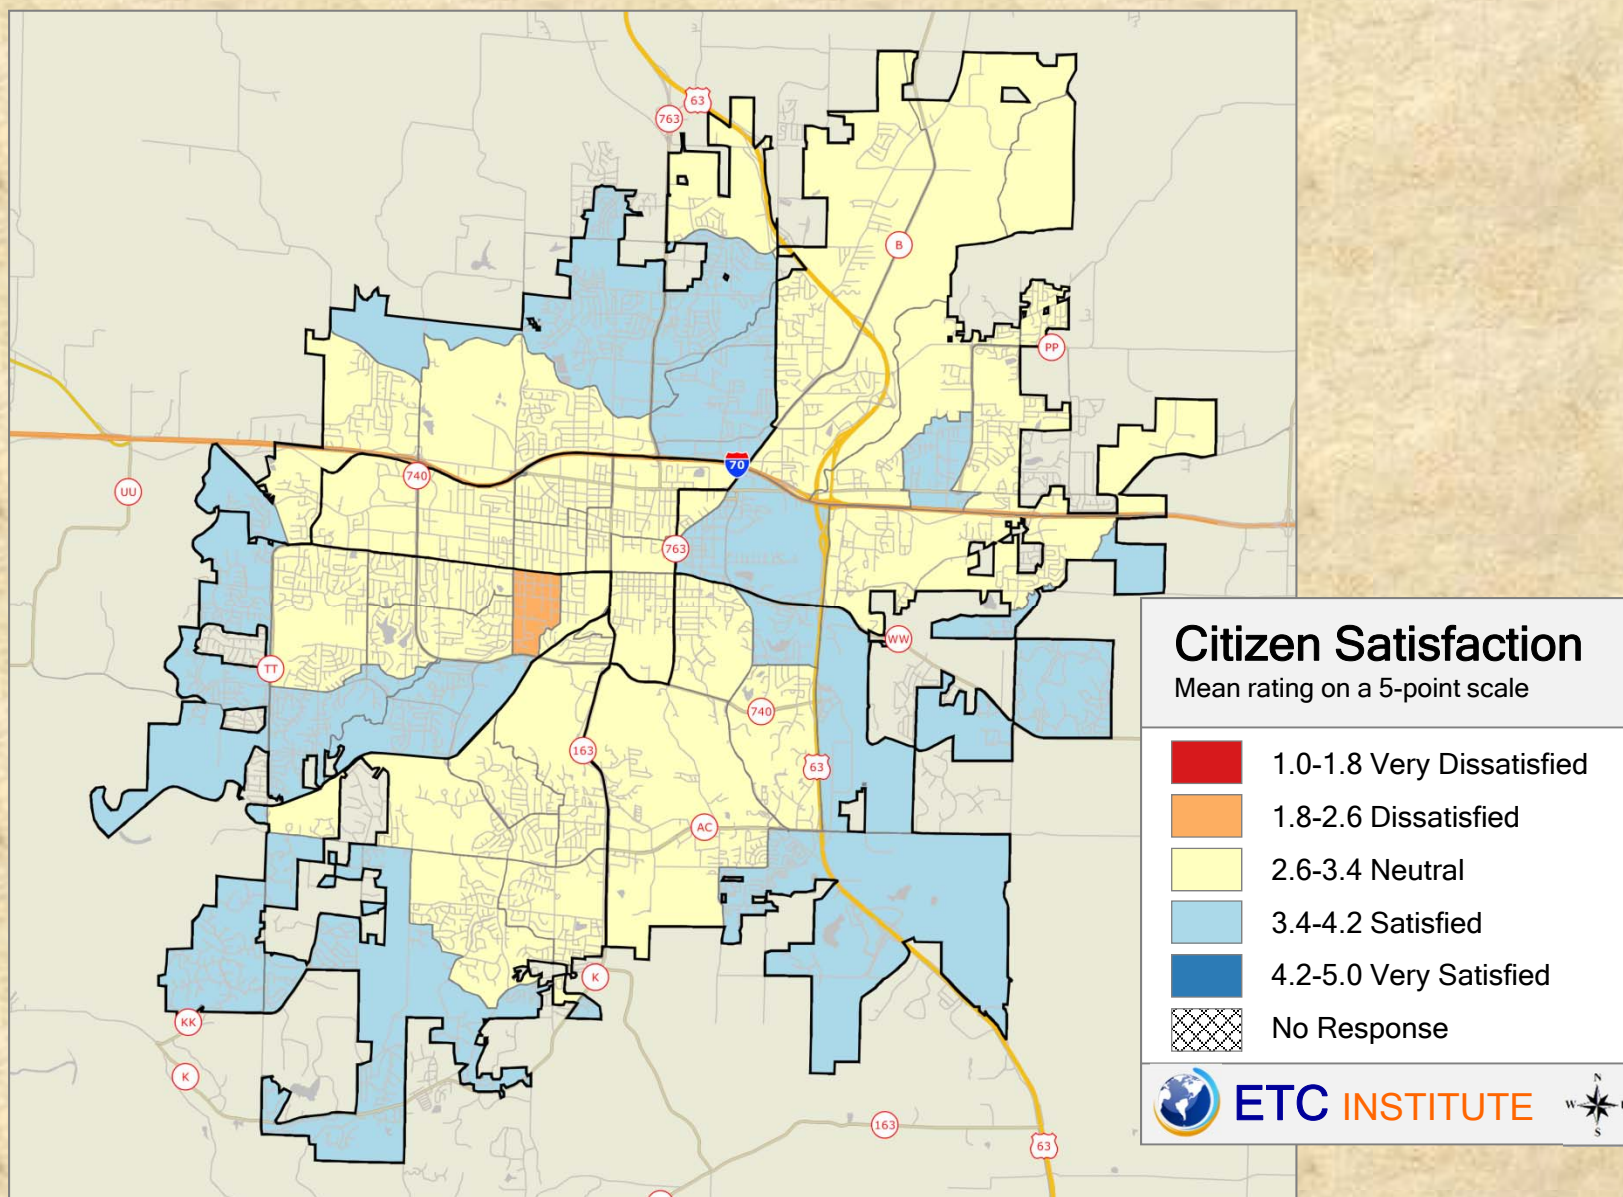 63
763
B
PP
70
740
UU
763
WW
TT
740
163
63
AC
K
KK
K
163
63
Citizen Satisfaction
Mean rating on a 5-point scale
1.0-1.8 Very Dissatisfied
1.8-2.6 Dissatisfied
2.6-3.4 Neutral
3.4-4.2 Satisfied
4.2-5.0 Very Satisfied
No Response
ETC INSTITUTE
N
W
S